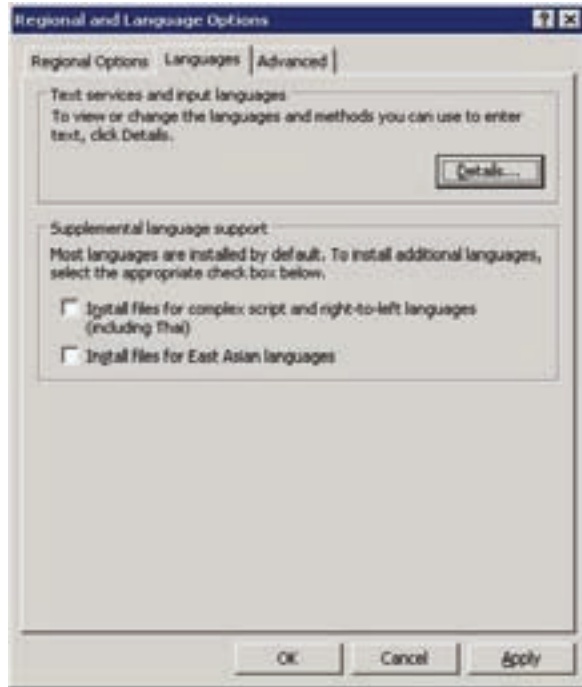 Regional and Language Options
Regional Options Languages Advanced
Text services and input languages
To view or change the languages and methods you can use to enter
text, click Details.
Details...
Supplemental language support
Most languages are installed by default. To install additional languages,
select the appropriate check box below.
Install files for complex script and right-to-left languages
(including Thai)
Install files for East Asian languages
OK Cancel Apply